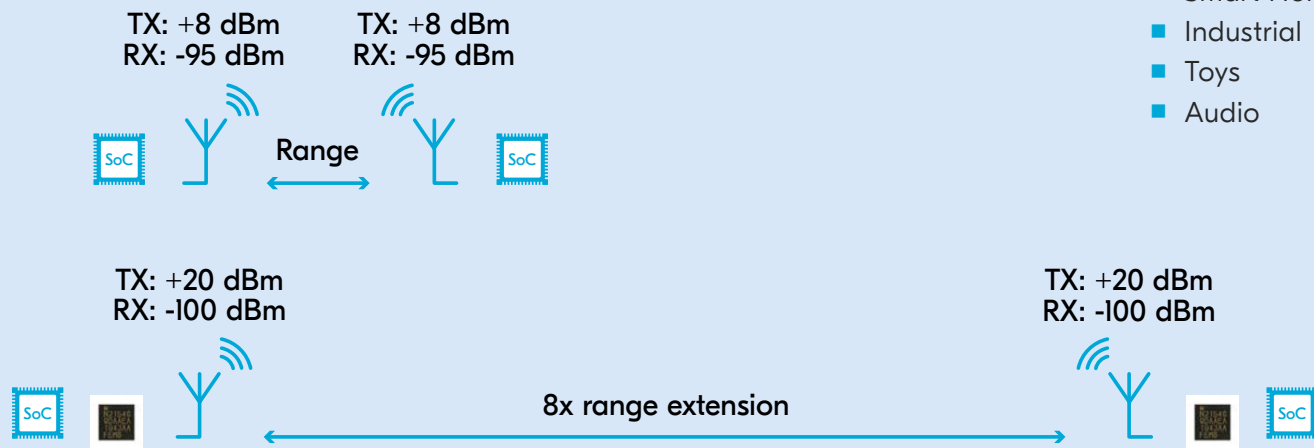 TX: +8 dBm
RX: -95 dBm
TX: +8 dBm
RX: -95 dBm
Industrial
Toys
Audio
SoC
Range
SoC
TX: +20 dBm
RX: -100 dBm
TX: +20 dBm
RX: -100 dBm
SoC
8x range extension
SoC